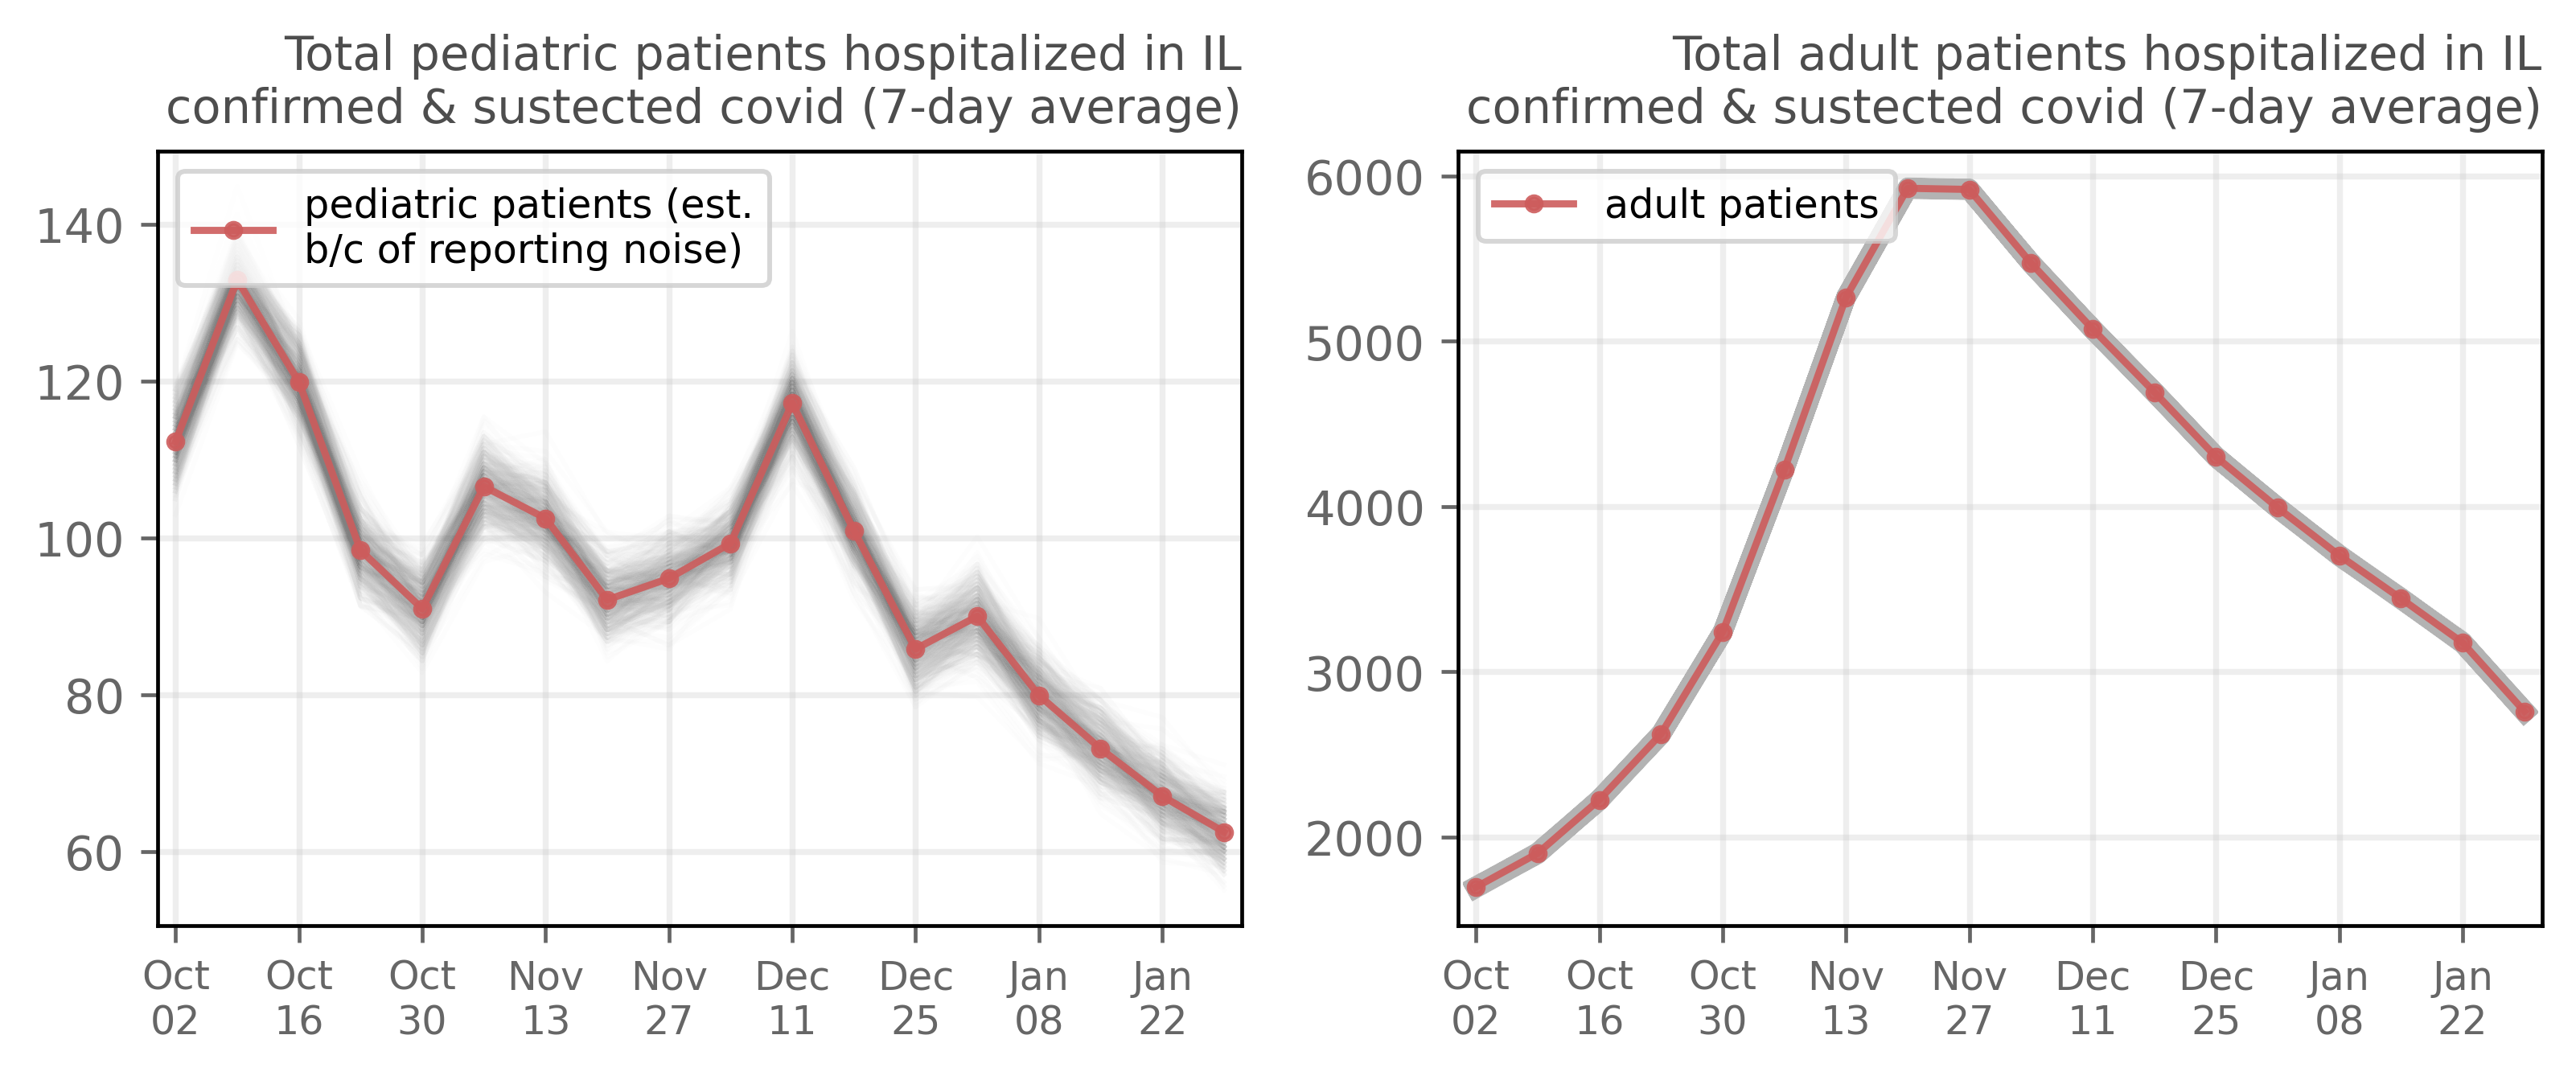 Total pediatric patients hospitalized in IL
confirmed & sustected covid (7-day average)
pediatric patients (est.
b/c of reporting noise)
140
120
100
80
60
Oct
02
Oct
16
Oct
30
Nov
13
Nov
27
Dec
11
Dec
25
Jan
08
Jan
22
Total adult patients hospitalized in IL
confirmed & sustected covid (7-day average)
adult patients
6000
5000
4000
3000
2000
Oct
02
Oct
16
Oct
30
Nov
13
Nov
27
Dec
11
Dec
25
Jan
08
Jan
22